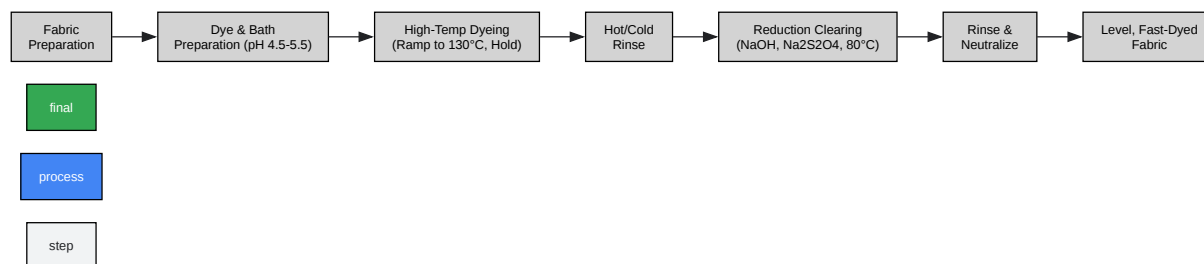 Fabric
Preparation
Dye & Bath
Preparation (pH 4.5-5.5)
High-Temp Dyeing
(Ramp to 130°C, Hold)
Hot/Cold
Rinse
Reduction Clearing
(NaOH, Na2S2O4, 80°C)
Rinse &
Neutralize
Level, Fast-Dyed
Fabric
final
process
step